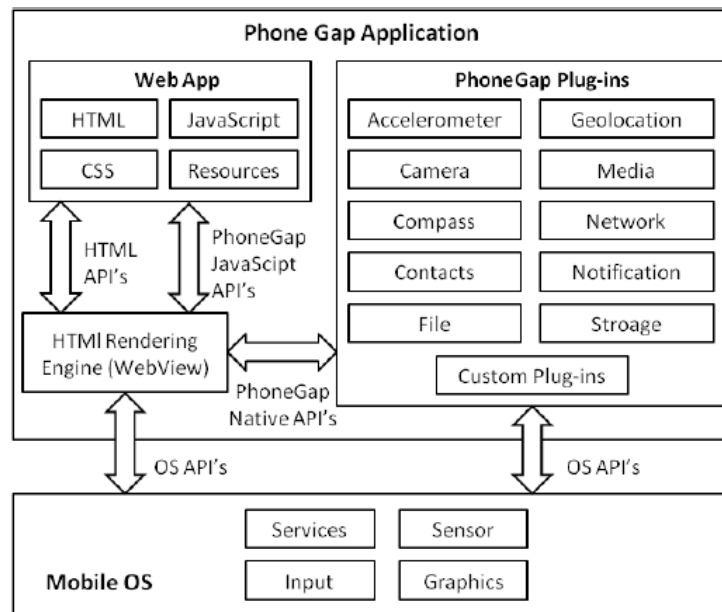 Phone Gap Application
Web App
HTML
JavaScript
CSS
Resources
PhoneGap Plug-ins
Accelerometer
Geolocation
Camera
Media
Compass
Network
Contacts
Notification
File
Stroage
Custom Plug-ins
HTML
API's
PhoneGap
JavaScipt
API's
HTMl Rendering
Engine (WebView)
PhoneGap
Native API's
OS API's
OS API's
Mobile OS
Services
Sensor
Input
Graphics